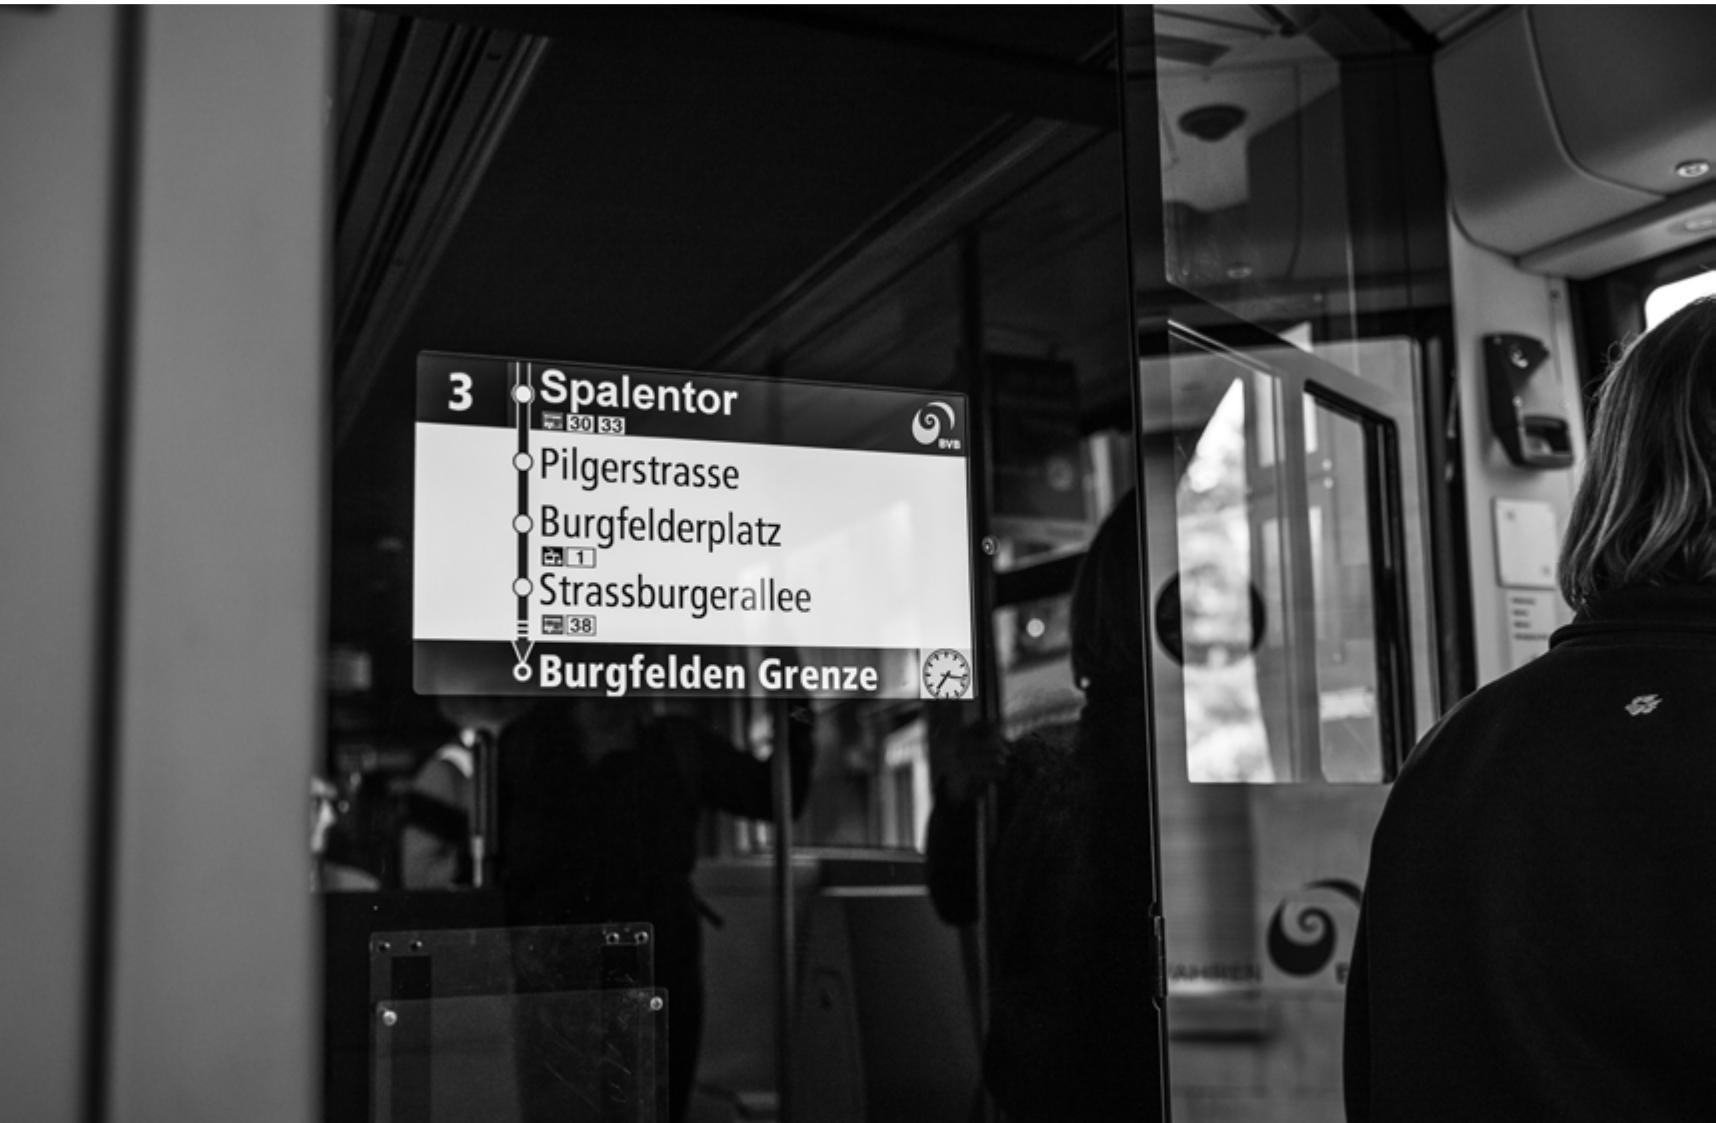 3 Spalentor
30 33
BVB
Pilgerstrasse
Burgfelderplatz
1
Strassburgerallee
38
Burgfelden Grenze